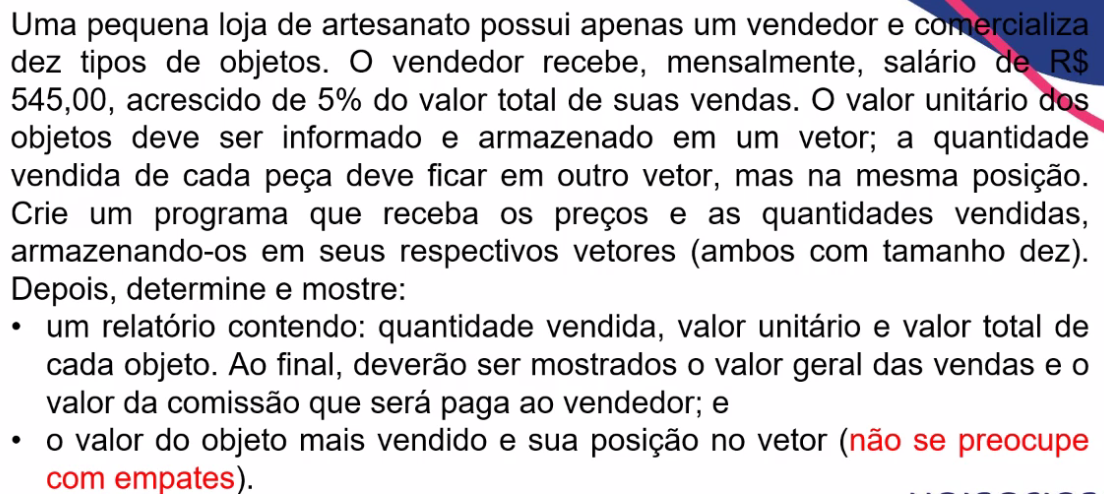 Uma pequena loja de artesanato possui apenas um vendedor e comercializa
dez tipos de objetos. O vendedor recebe, mensalmente, salário de R$
545,00, acrescido de 5% do valor total de suas vendas. O valor unitário dos
objetos deve ser informado e armazenado em um vetor; a quantidade
vendida de cada peça deve ficar em outro vetor, mas na mesma posição.
Crie um programa que receba os preços e as quantidades vendidas,
armazenando-os em seus respectivos vetores (ambos com tamanho dez).
Depois, determine e mostre:
• um relatório contendo: quantidade vendida, valor unitário e valor total de
cada objeto. Ao final, deverão ser mostrados o valor geral das vendas e o
valor da comissão que será paga ao vendedor; e
• o valor do objeto mais vendido e sua posição no vetor (não se preocupe
com empates).